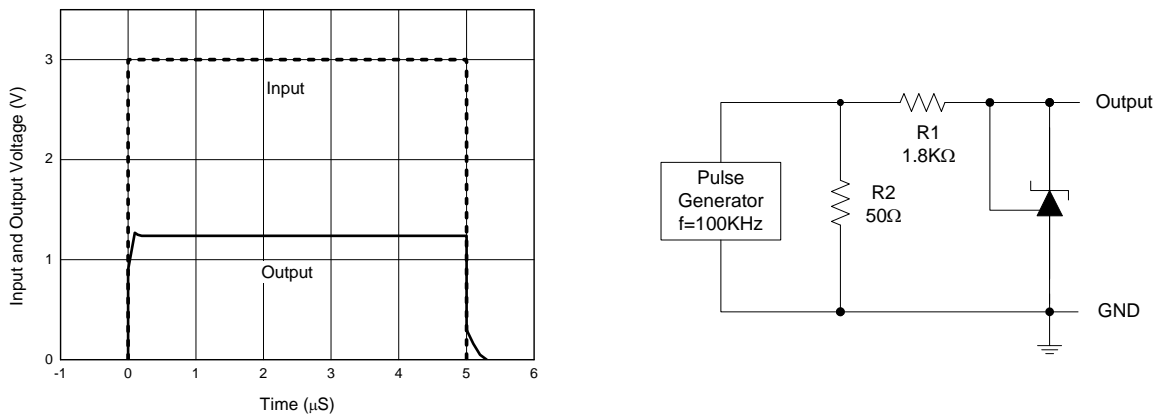 Input and Output Voltage (V)
3
2
1
0
Input
Output
-1 0 1 2 3 4 5 6
Time (μS)
Pulse
Generator
f=100KHz
R1
1.8KΩ
R2
50Ω
Output
GND